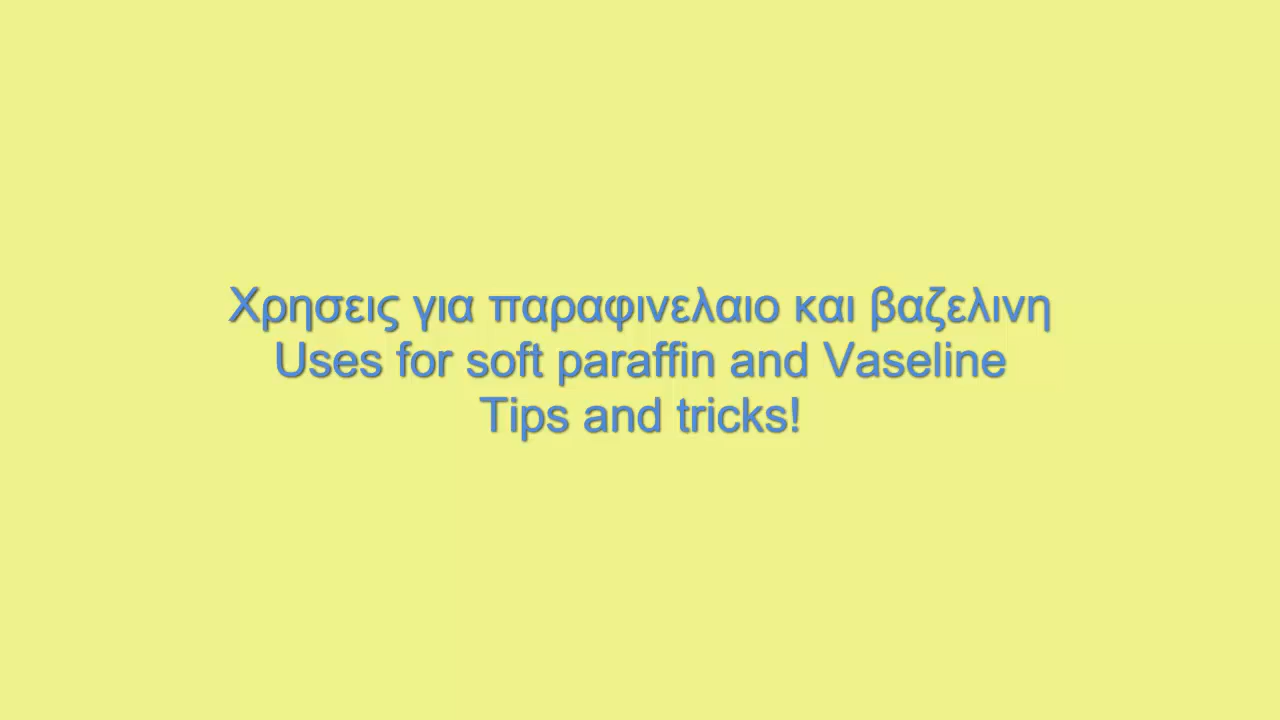 Χρησεις για παραφινελαιο και βαζελινη
Uses for soft paraffin and Vaseline
Tips and tricks!